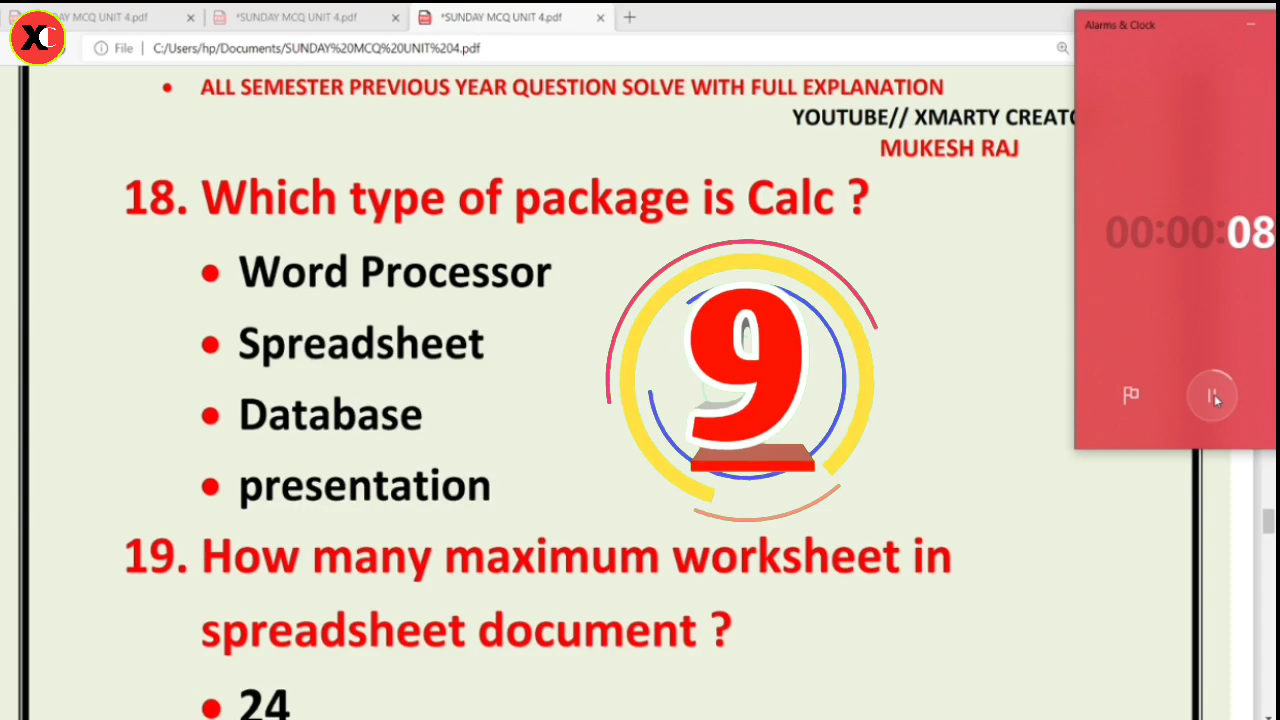 SUNDAY MCQ UNIT 4.pdf
*SUNDAY MCQ UNIT 4.pdf
*SUNDAY MCQ UNIT 4.pdf
XC
File
C:/Users/hp/Documents/SUNDAY%20MCQ%20UNIT%204.pdf
Alarms & Clock
ALL SEMESTER PREVIOUS YEAR QUESTION SOLVE WITH FULL EXPLANATION
YOUTUBE// XMARTY CREATO
MUKESH RAJ
18. Which type of package is Calc ?
00:00:08
Word Processor
Spreadsheet
9
Database
presentation
19. How many maximum worksheet in
spreadsheet document ?
24